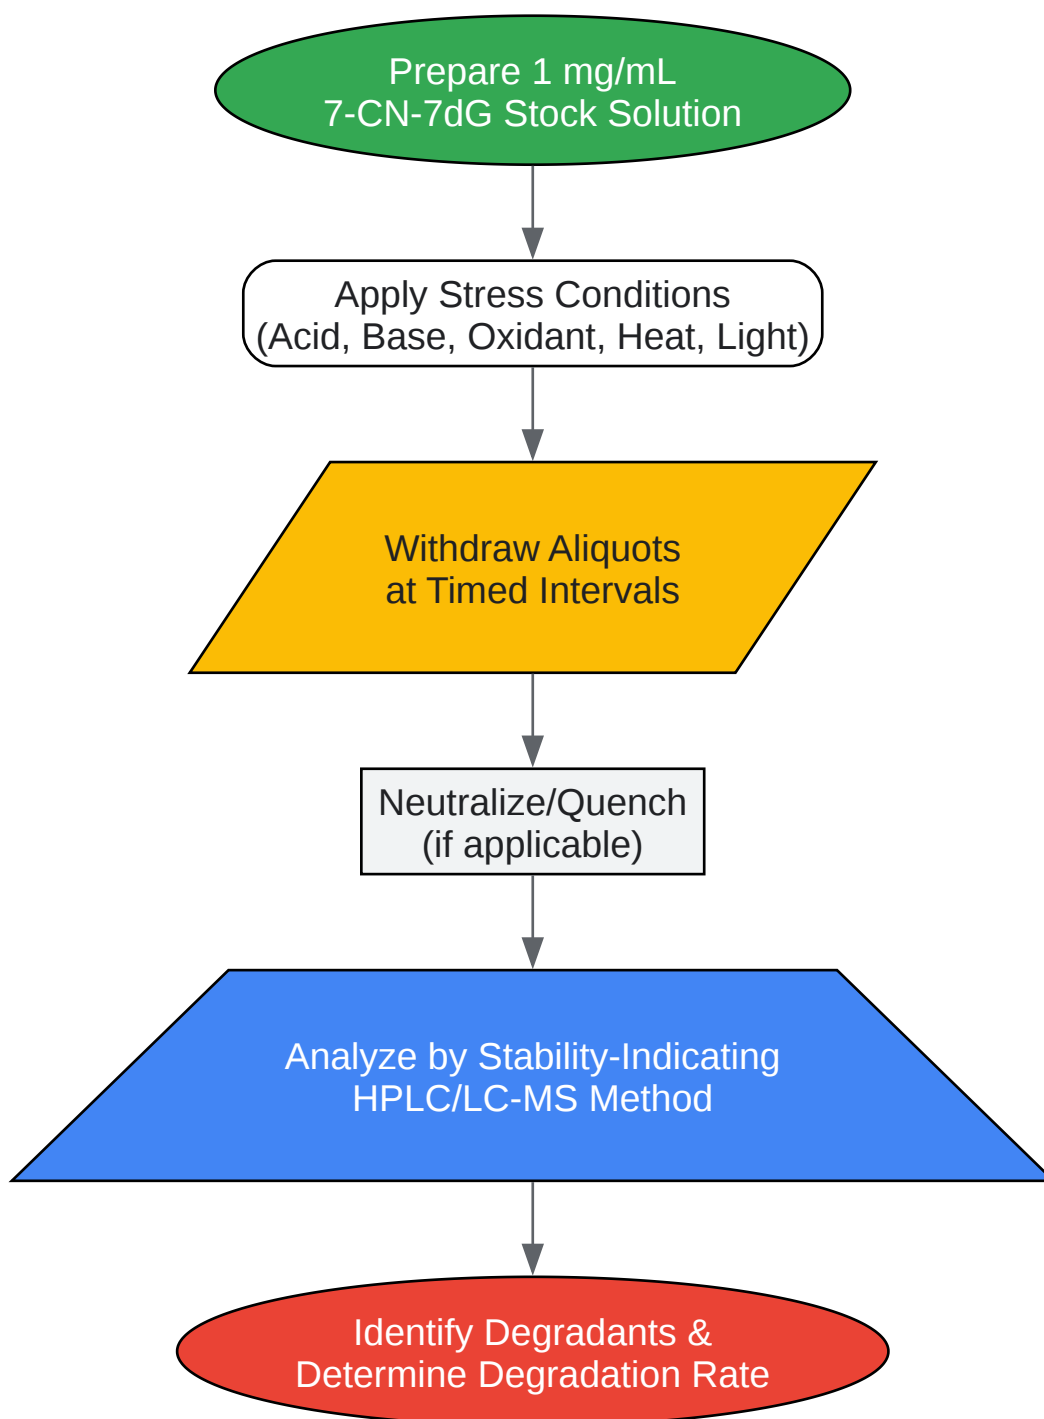 Prepare 1 mg/mL
7-CN-7dG Stock Solution
Apply Stress Conditions
(Acid, Base, Oxidant, Heat, Light)
Withdraw Aliquots
at Timed Intervals
Neutralize/Quench
(if applicable)
Analyze by Stability-Indicating
HPLC/LC-MS Method
Identify Degradants &
Determine Degradation Rate